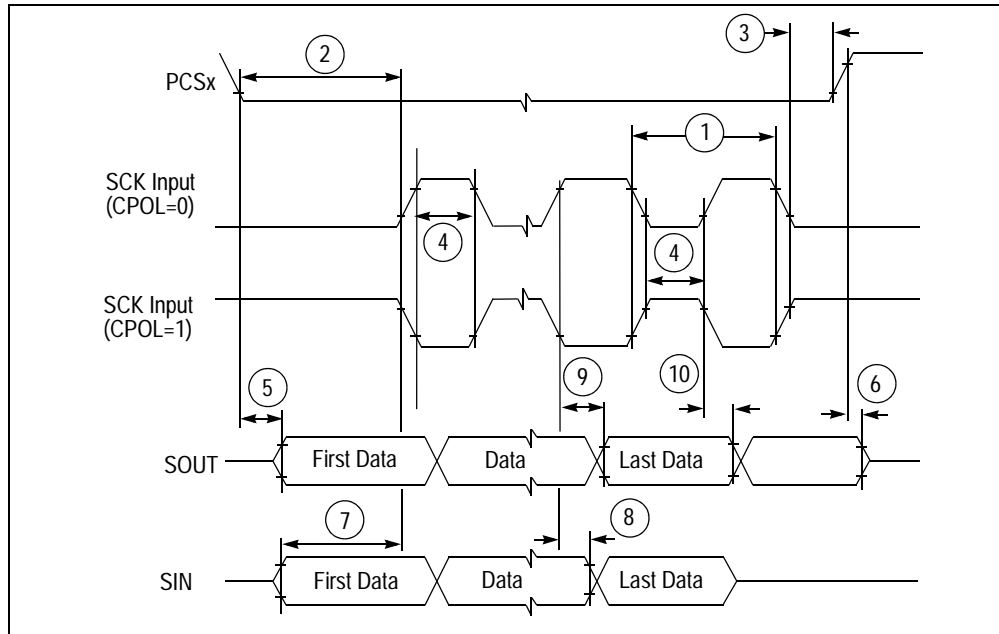 3
2
PCSx
1
SCK Input
(CPOL=0)
4
4
SCK Input
(CPOL=1)
5
9
10
6
SOUT
First Data
Data
Last Data
7
8
SIN
First Data
Data
Last Data